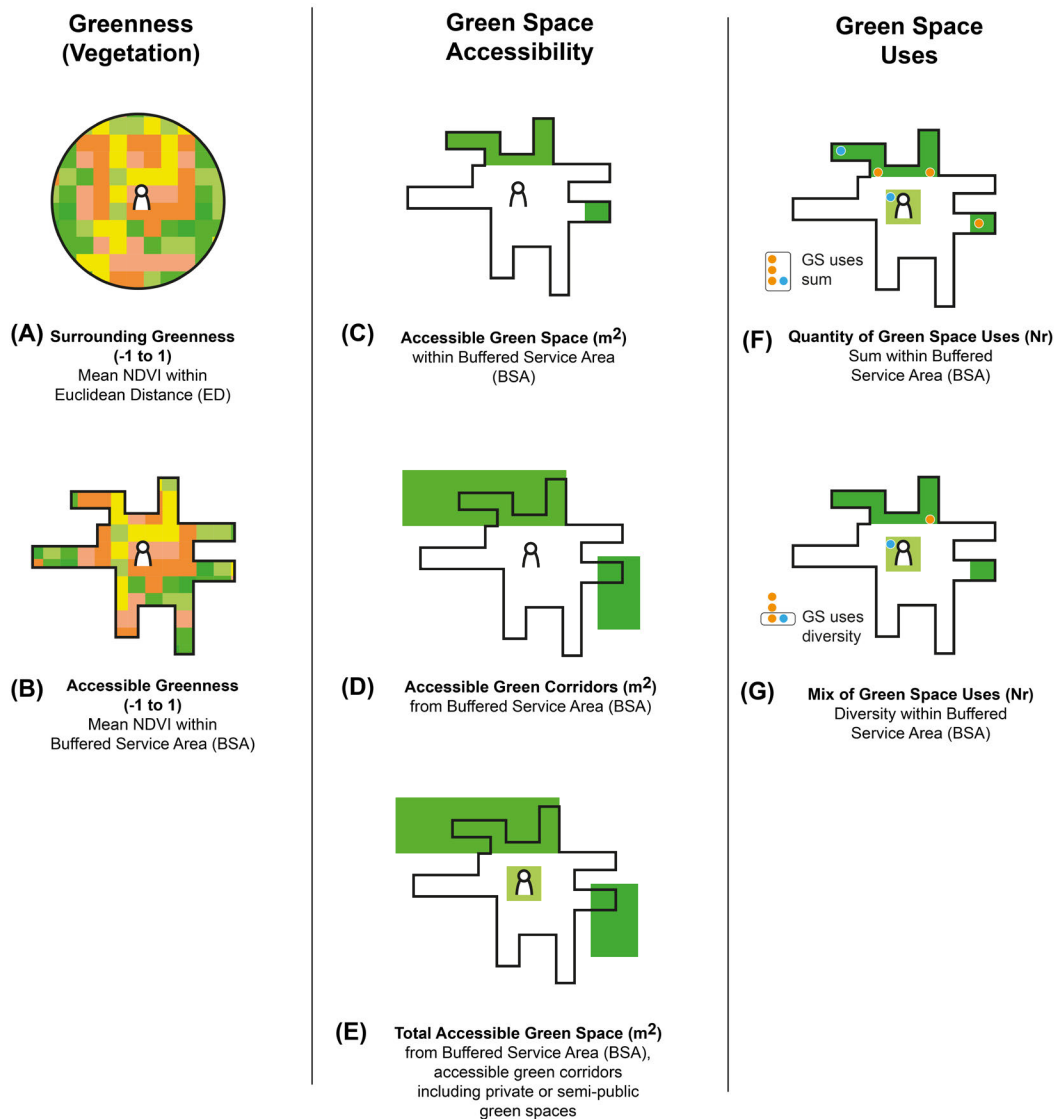 Greenness
(Vegetation)
(A)
Surrounding Greenness
(-1 to 1)
Mean NDVI within
Euclidean Distance (ED)
(B)
Accessible Greenness
(-1 to 1)
Mean NDVI within
Buffered Service Area (BSA)
Green Space
Accessibility
(C)
Accessible Green Space (m²)
within Buffered Service Area
(BSA)
(D)
Accessible Green Corridors (m²)
from Buffered Service Area (BSA)
(E)
Total Accessible Green Space (m²)
from Buffered Service Area (BSA),
accessible green corridors
including private or semi-public
green spaces
Green Space
Uses
GS uses
sum
(F)
Quantity of Green Space Uses (Nr)
Sum within Buffered
Service Area (BSA)
GS uses
diversity
(G)
Mix of Green Space Uses (Nr)
Diversity within Buffered
Service Area (BSA)